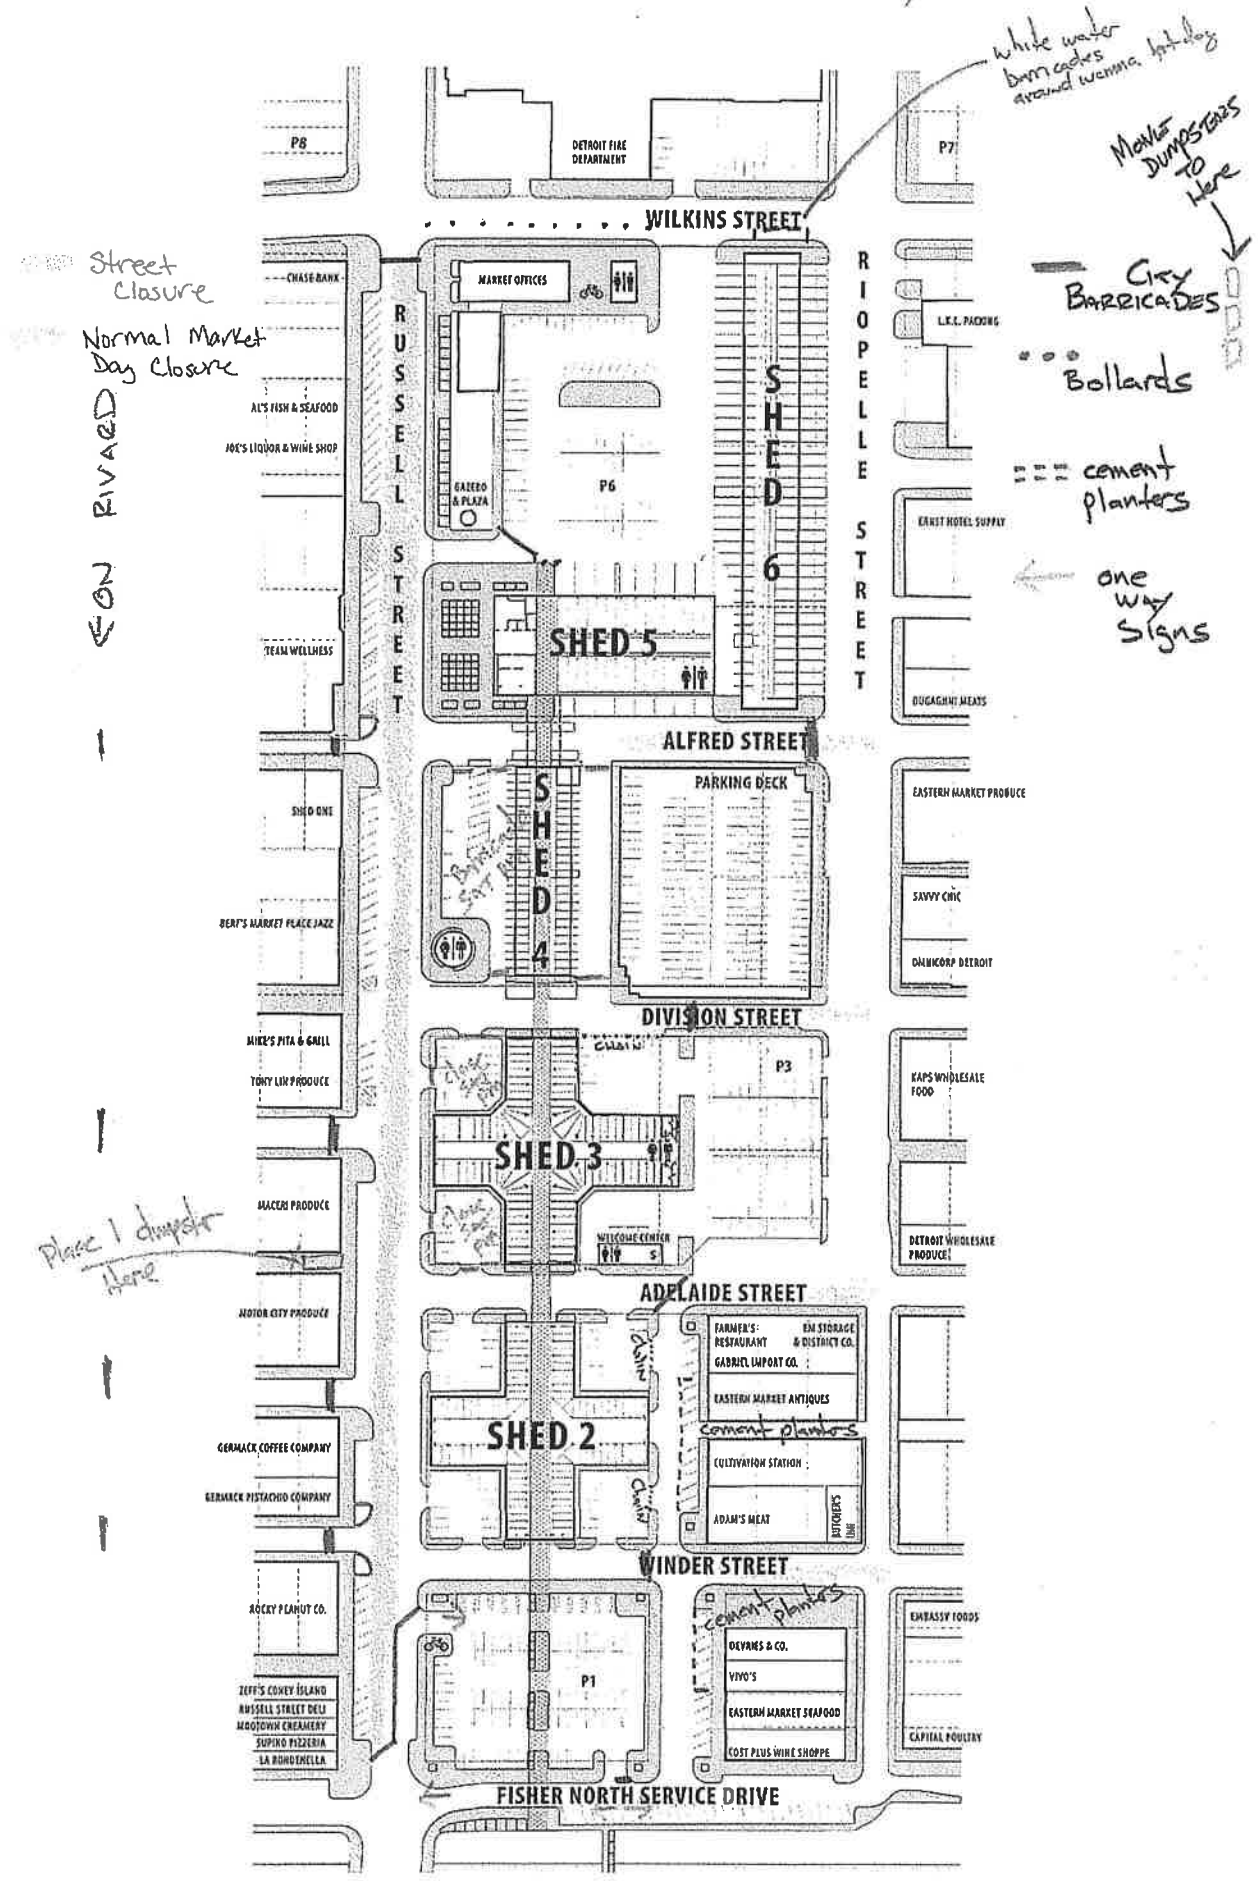 white water
barricades
around wanna hotdog
MOVE
DUMPSTERS
TO
Here
P8
DETROIT FIRE
DEPARTMENT
P7
WILKINS STREET
Street
Closure
Normal Market
Day Closure
ON RIVARD
CHASE BANK
MARKET OFFICES
RUSSELL STREET
RIOPELLE STREET
CITY
BARRICADES
Bollards
cement
planters
one
way
Signs
AL'S FISH & SEAFOOD
JOE'S LIQUOR & WINE SHOP
GAZEBO
& PLAZA
P6
SHED 6
ERNST HOTEL SUPPLY
TEAM WELLNESS
SHED 5
ALFRED STREET
PARKING DECK
EASTERN MARKET PRODUCE
SHED ONE
SHED 4
SAVVY CHIC
BERT'S MARKET PLACE JAZZ
OMNICORP DETROIT
DIVISION STREET
CHAIN
MIKE'S PITA & GRILL
TONY LIN PRODUCE
close
P3
KAPS WHOLESALE
FOOD
SHED 3
MACERI PRODUCE
close
WELCOME CENTER
S
DETROIT WHOLESALE
PRODUCE
Place 1 dumpster
Here
ADELAIDE STREET
MOTOR CITY PRODUCE
chain
FARMER'S
RESTAURANT
EM STORAGE
& DISTRICT CO.
GABRIEL IMPORT CO.
EASTERN MARKET ANTIQUES
cement planters
SHED 2
GERMACK COFFEE COMPANY
CULTIVATION STATION
GERMACK PISTACHIO COMPANY
chain
ADAM'S MEAT
BUTCHER'S
INN
WINDER STREET
ROCKY PEANUT CO.
cement planters
EMBASSY FOODS
DEVRIES & CO.
P1
VIVO'S
ZEFF'S CONEY ISLAND
RUSSELL STREET DELI
MOOTOWN CREAMERY
SUPINO PIZZERIA
LA RONDINELLA
EASTERN MARKET SEAFOOD
COST PLUS WINE SHOPPE
CAPITAL POULTRY
FISHER NORTH SERVICE DRIVE